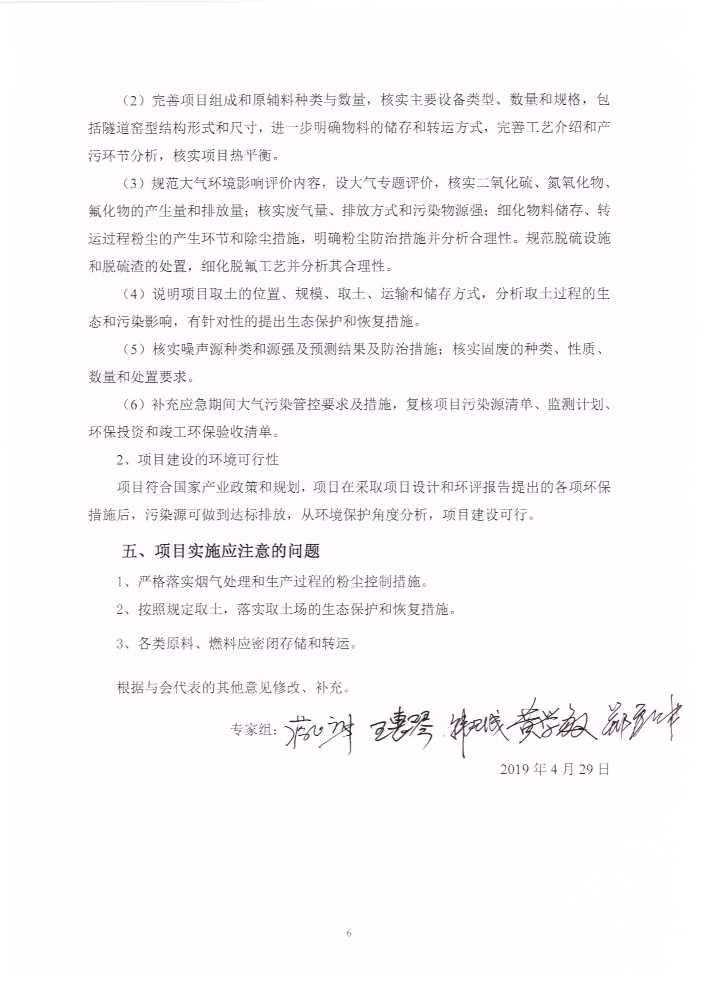 （2）完善项目组成和原辅料种类与数量，核实主要设备类型、数量和规格，包
括隧道窑型结构形式和尺寸，进一步明确物料的储存和转运方式，完善工艺介绍和产
污环节分析，核实项目热平衡。
（3）规范大气环境影响评价内容，设大气专题评价，核实二氧化硫、氮氧化物、
氟化物的产生量和排放量；核实废气量、排放方式和污染物源强；细化物料储存、转
运过程粉尘的产生环节和除尘措施，明确粉尘防治措施并分析合理性。规范脱硫设施
和脱硫渣的处置，细化脱氟工艺并分析其合理性。
（4）说明项目取土的位置、规模、取土、运输和储存方式，分析取土过程的生
态和污染影响，有针对性的提出生态保护和恢复措施。
（5）核实噪声源种类和源强及预测结果及防治措施；核实固废的种类、性质、
数量和处置要求。
（6）补充应急期间大气污染管控要求及措施，复核项目污染源清单、监测计划、
环保投资和竣工环保验收清单。
2、项目建设的环境可行性
项目符合国家产业政策和规划，项目在采取项目设计和环评报告提出的各项环保
措施后，污染源可做到达标排放，从环境保护角度分析，项目建设可行。
五、项目实施应注意的问题
1、严格落实烟气处理和生产过程的粉尘控制措施。
2、按照规定取土，落实取土场的生态保护和恢复措施。
3、各类原料、燃料应密闭存储和转运。
根据与会代表的其他意见修改、补充。
专家组： 王惠琴 黄学敏
2019 年 4 月 29 日
6